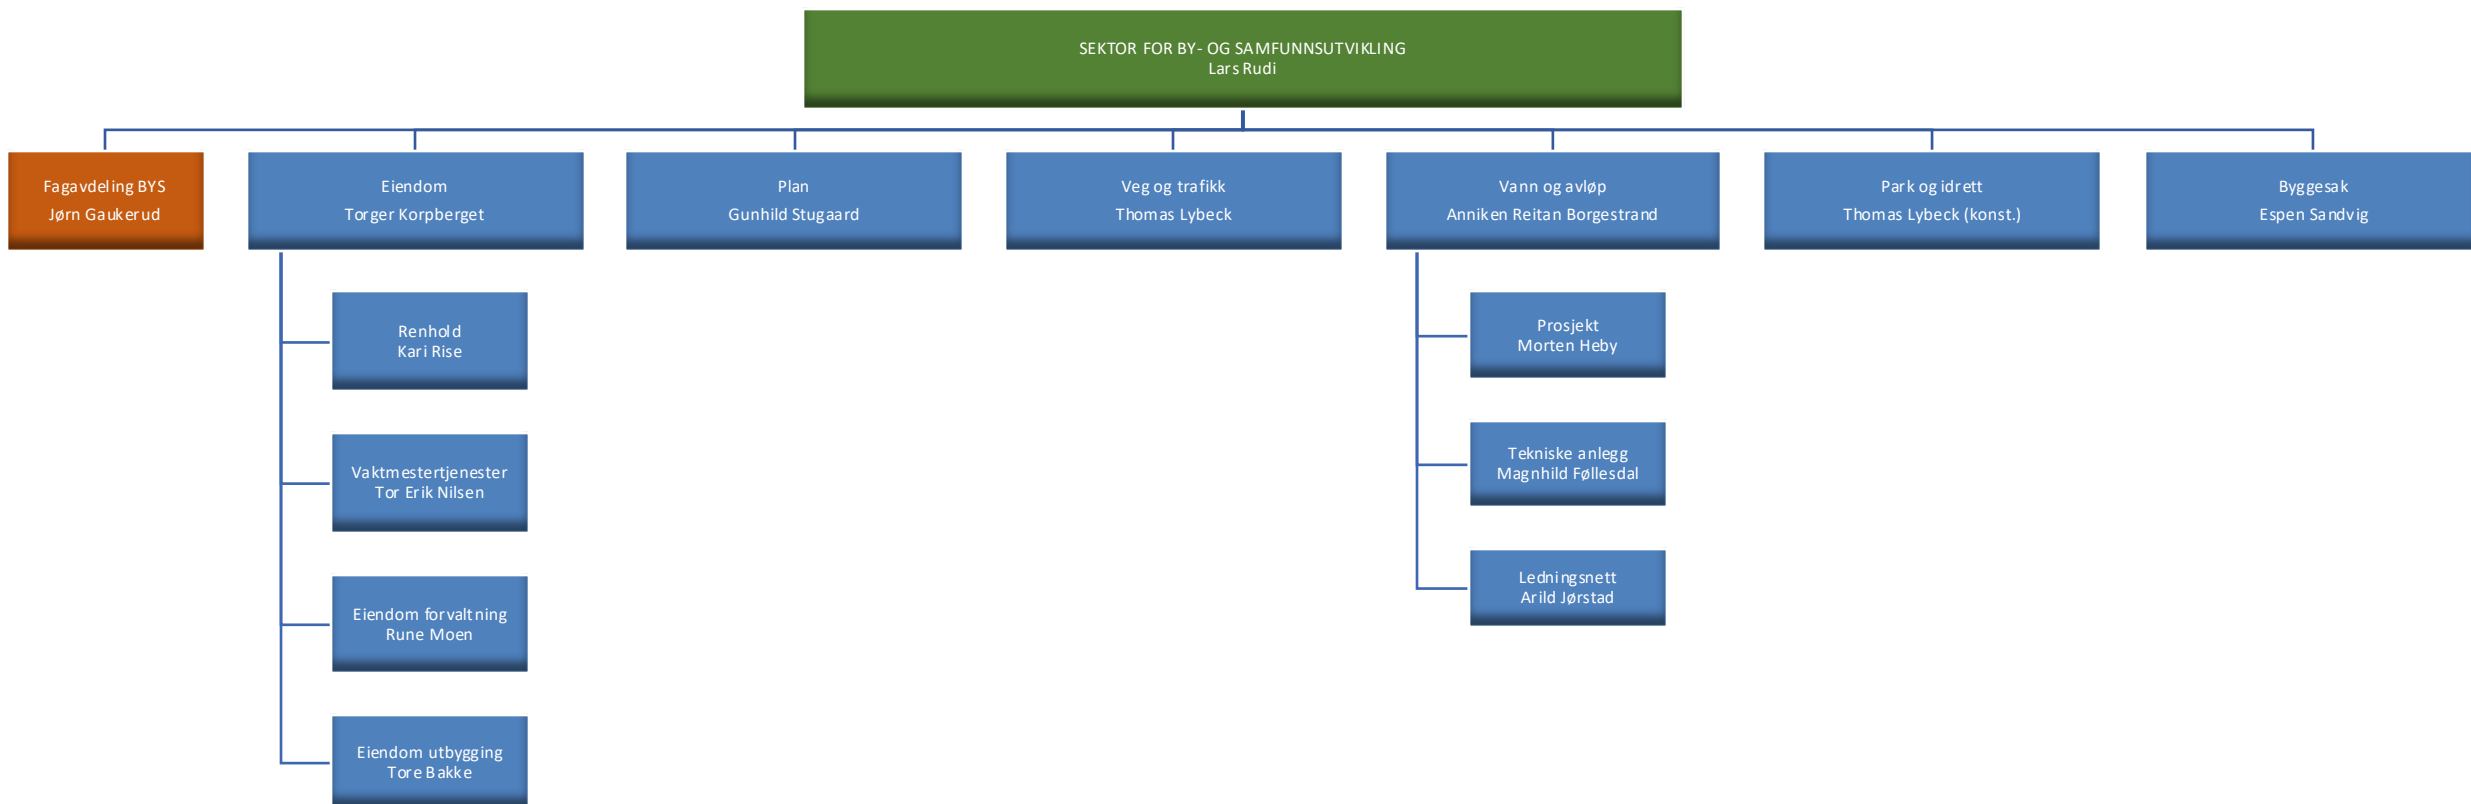 SEKTOR FOR BY- OG SAMFUNNSUTVIKLING
Lars Rudi
Fagavdeling BYS
Jørn Gaukerud
Eiendom
Torger Korpberget
Plan
Gunhild Stugaard
Veg og trafikk
Thomas Lybeck
Vann og avløp
Anniken Reitan Borgestrand
Park og idrett
Thomas Lybeck (konst.)
Byggesak
Espen Sandvig
Renhold
Kari Rise
Vaktmestertjenester
Tor Erik Nilsen
Eiendom forvaltning
Rune Moen
Eiendom utbygging
Tore Bakke
Prosjekt
Morten Heby
Tekniske anlegg
Magnhild Føllesdal
Ledningsnett
Arild Jørstad